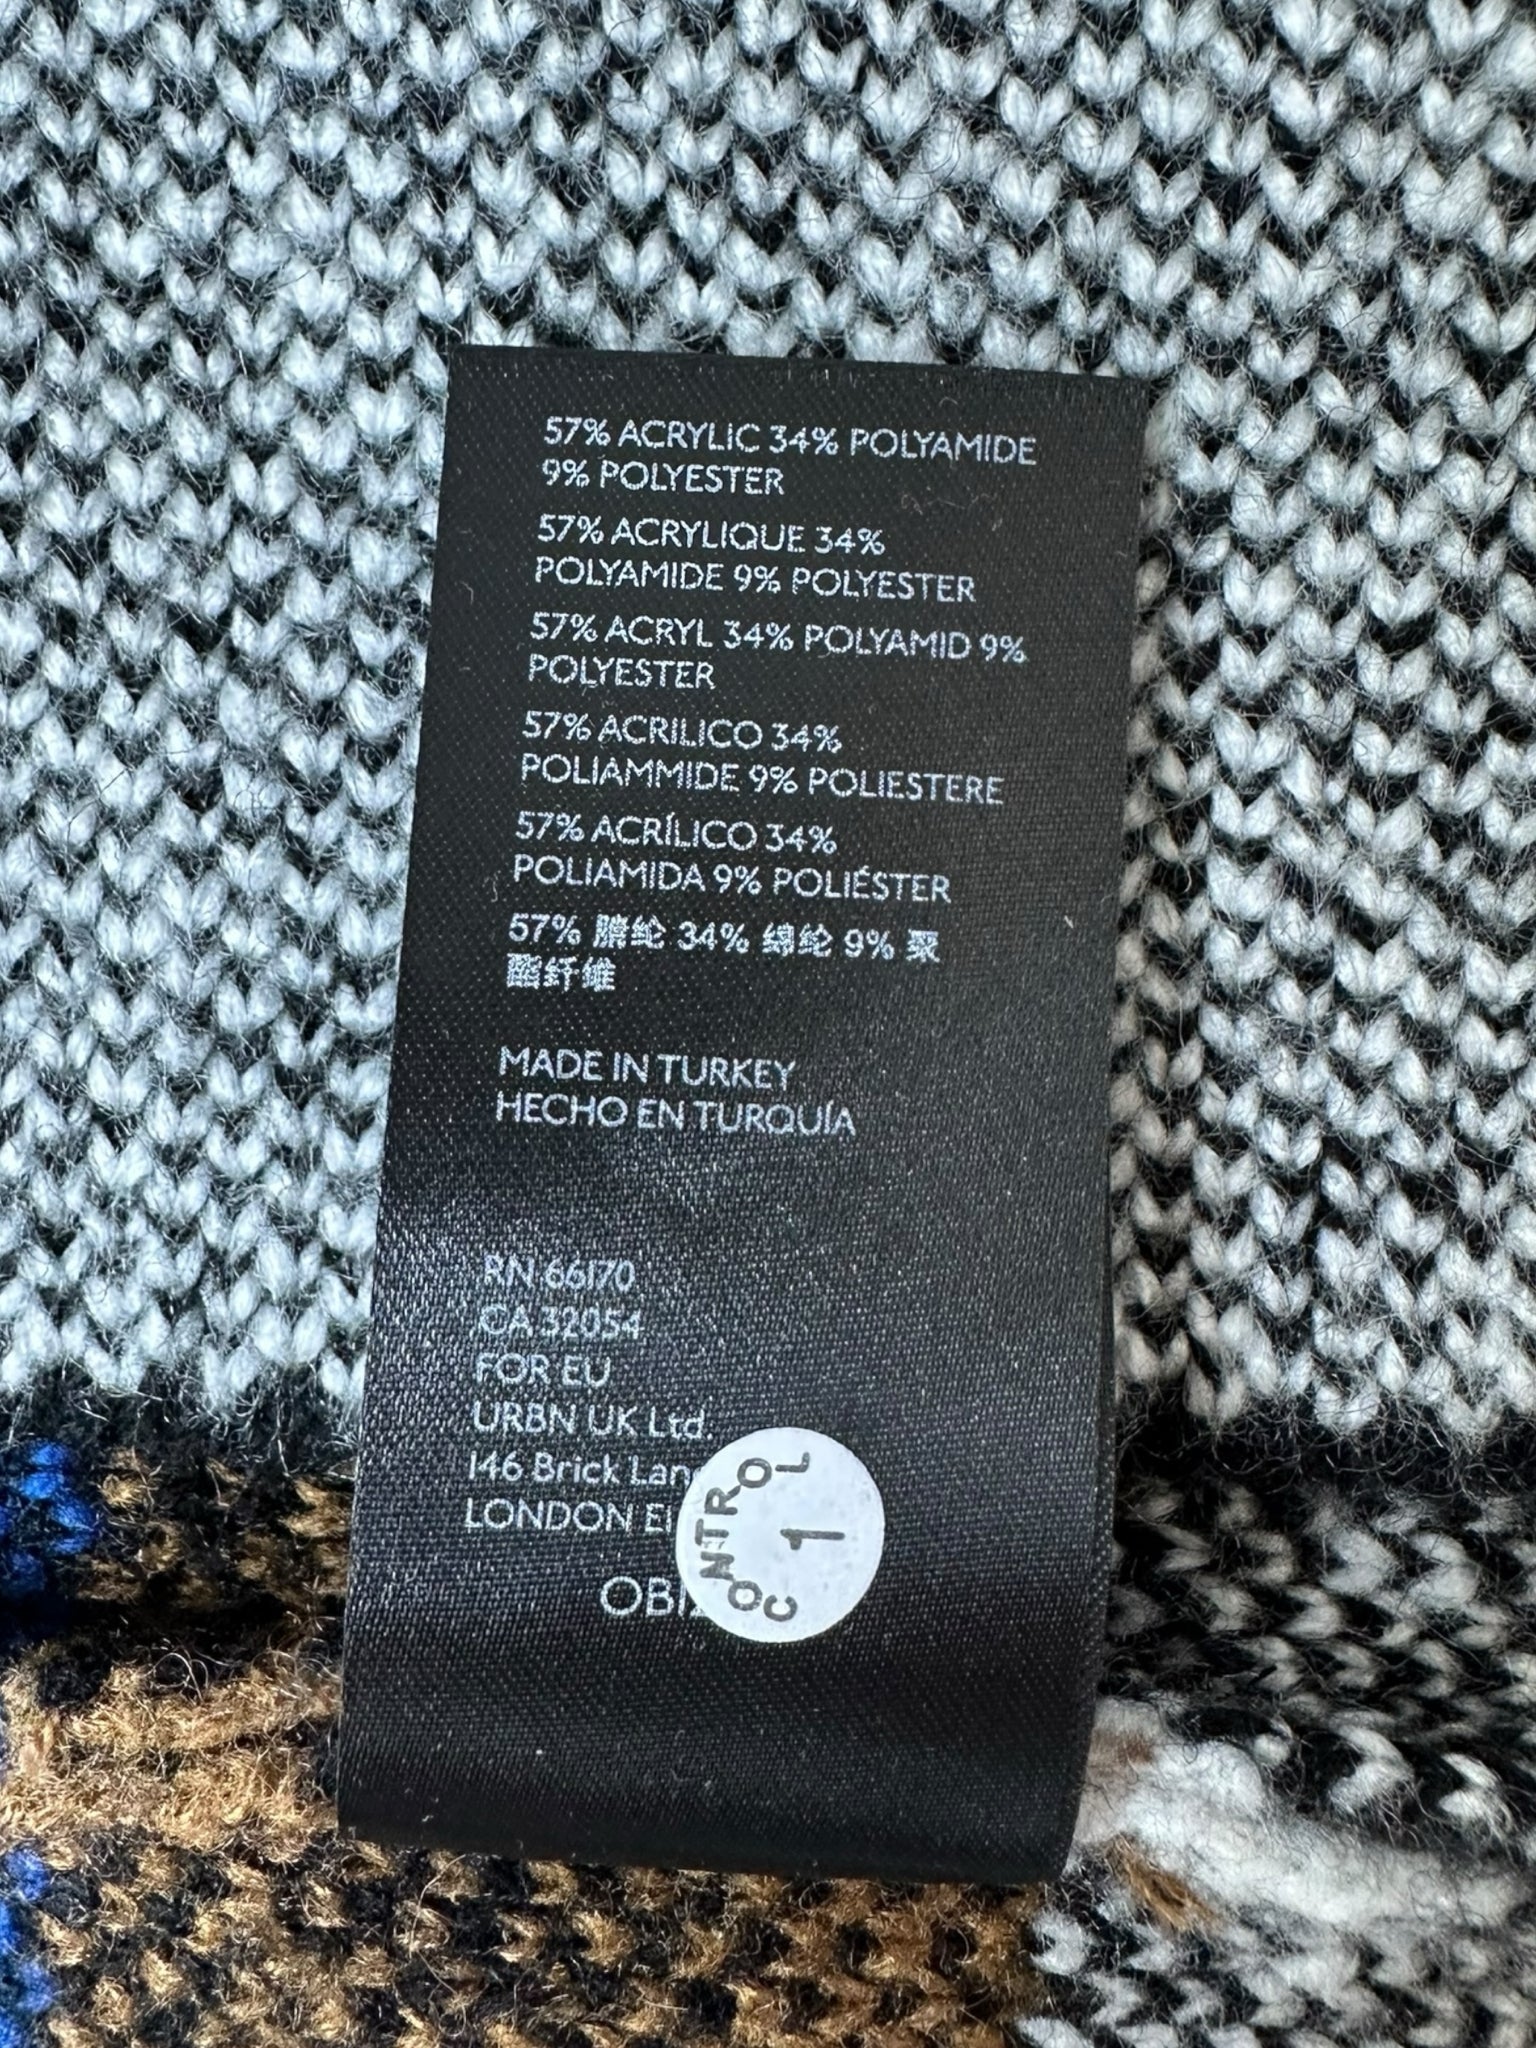 57% ACRYLIC 34% POLYAMIDE
9% POLYESTER
57% ACRYLIQUE 34%
POLYAMIDE 9% POLYESTER
57% ACRYL 34% POLYAMID 9%
POLYESTER
57% ACRILICO 34%
POLIAMMIDE 9% POLIESTERE
57% ACRÍLICO 34%
POLIAMIDA 9% POLIÉSTER
57% 腈纶 34% 锦纶 9% 聚
酯纤维
MADE IN TURKEY
HECHO EN TURQUÍA
RN 66170
CA 32054
FOR EU
URBN UK Ltd.
146 Brick
LONDON
CONTROL
1